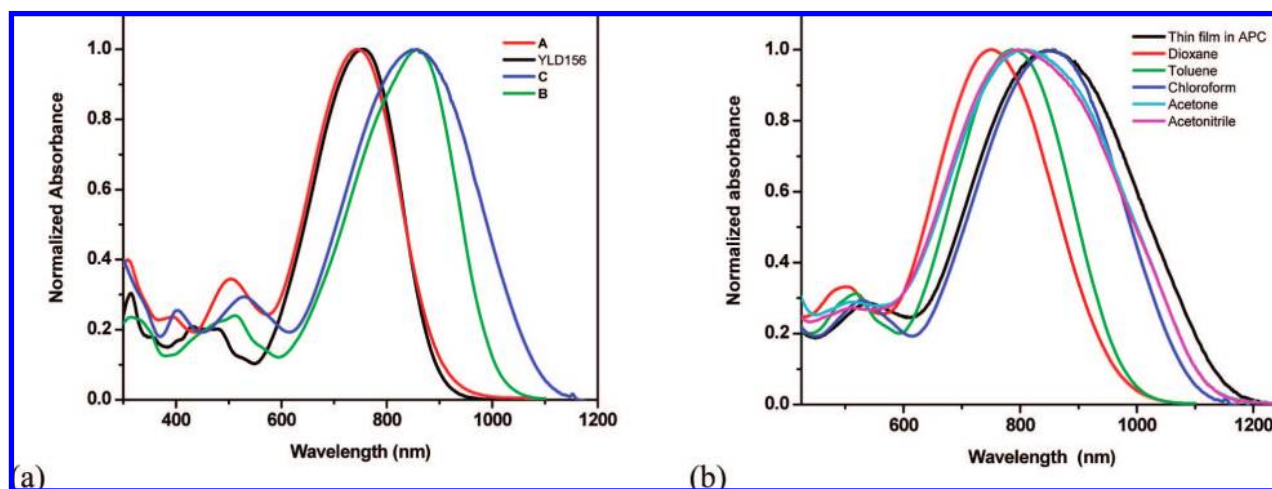 Normalized Absorbance
1.0
0.8
0.6
0.4
0.2
0.0
400
600
800
1000
1200
Wavelength (nm)
A
YLD156
C
B
(a)
Normalized absorbance
1.0
0.8
0.6
0.4
0.2
0.0
600
800
1000
1200
Wavelength (nm)
Thin film in APC
Dioxane
Toluene
Chloroform
Acetone
Acetonitrile
(b)